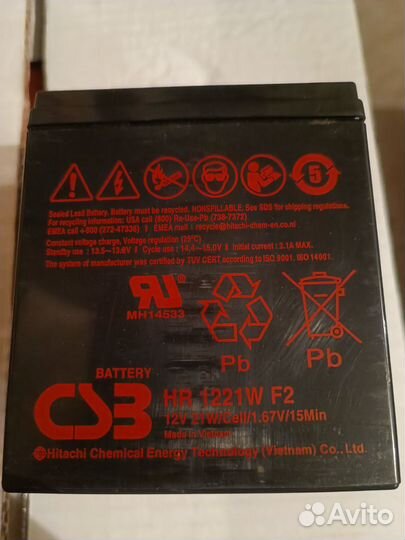 5
Sealed Lead Battery. Battery must be recycled. NONSPILLABLE. See SDS for shipping regulations.
For recycling information: USA call (800) Re-Use-Pb (738-7372)
EMEA call +800 (272-47336) EMEA mail : recycle@hitachi-chem-en.co.nl
Constant voltage charge, Voltage regulation (25°C)
Standby use : 13.5~13.8V Cycle use : 14.4~15.0V Initial current : 2.1A MAX.
The system of manufacturer was certified by TUV CERT according to ISO 9001, ISO 14001
MH14533
Pb
Pb
BATTERY
CSB
HR 1221W F2
12V 21W/Cell/1.67V/15Min
Made in Vietnam
Hitachi Chemical Energy Technology (Vietnam) Co., Ltd.
Avito